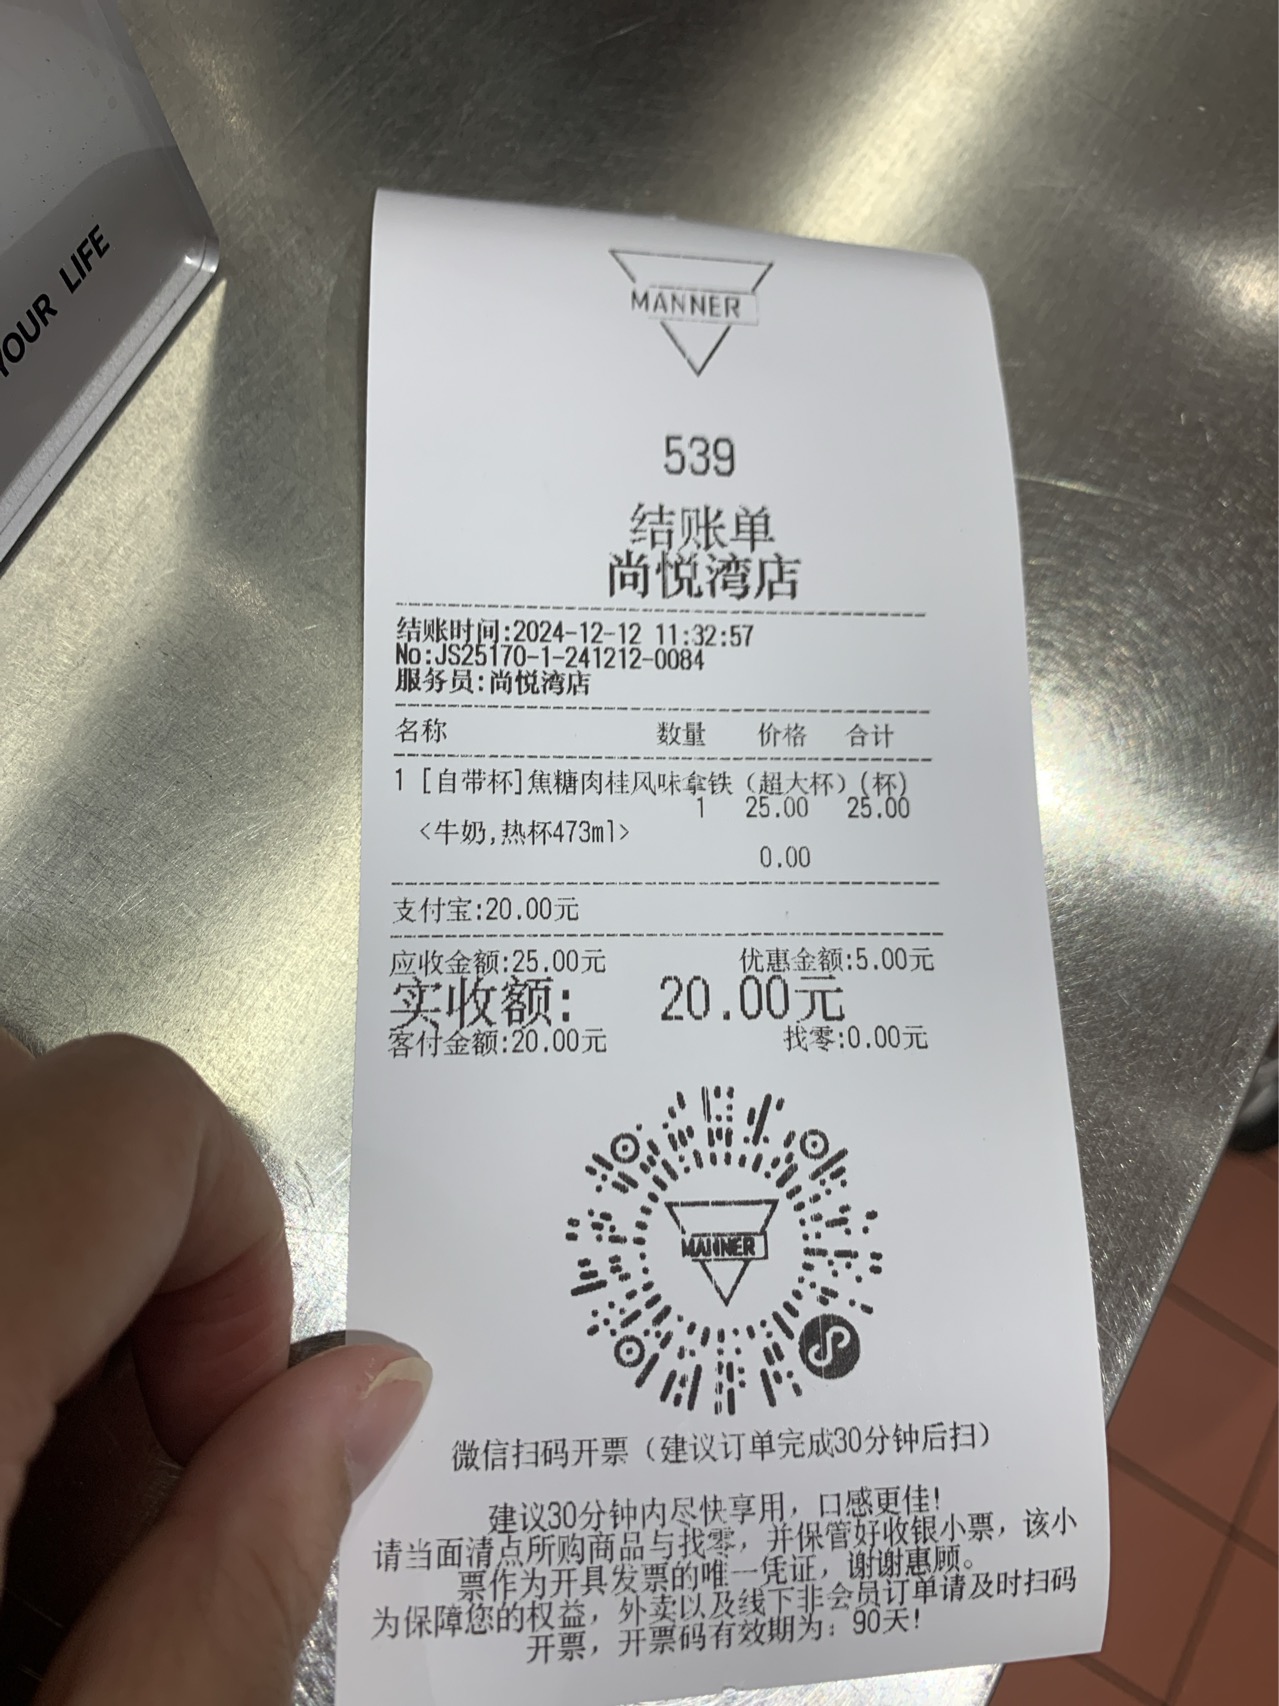 YOUR LIFE
MANNER
539
结账单
尚悦湾店
结账时间:2024-12-12 11:32:57
No:JS25170-1-241212-0084
服务员:尚悦湾店
名称 数量 价格 合计
1 [自带杯]焦糖肉桂风味拿铁（超大杯）(杯)
1 25.00 25.00
<牛奶,热杯473ml>
0.00
支付宝:20.00元
应收金额:25.00元 优惠金额:5.00元
实收额: 20.00元
客付金额:20.00元 找零:0.00元
MANNER
微信扫码开票（建议订单完成30分钟后扫）
建议30分钟内尽快享用，口感更佳!
请当面清点所购商品与找零，并保管好收银小票，该小
票作为开具发票的唯一凭证，谢谢惠顾。
为保障您的权益，外卖以及线下非会员订单请及时扫码
开票，开票码有效期为：90天!